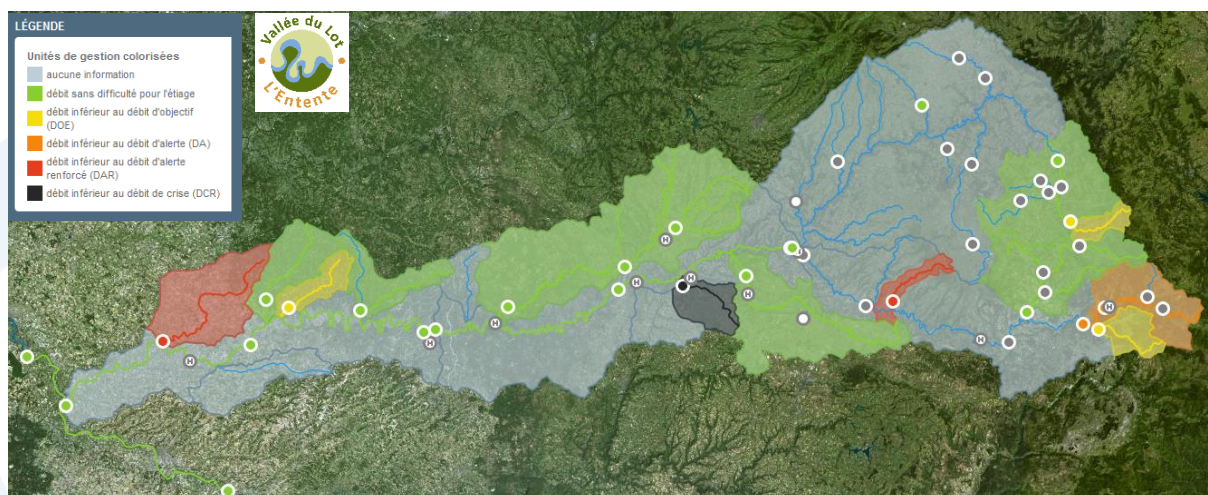 LÉGENDE
Unités de gestion colorisées
aucune information
débit sans difficulté pour l'étiage
débit inférieur au débit d'objectif
(DOE)
débit inférieur au débit d'alerte (DA)
débit inférieur au débit d'alerte
renforcé (DAR)
débit inférieur au débit de crise (DCR)
Vallée du Lot
L'Entente
H
H
H
H
H
H
H
H
H